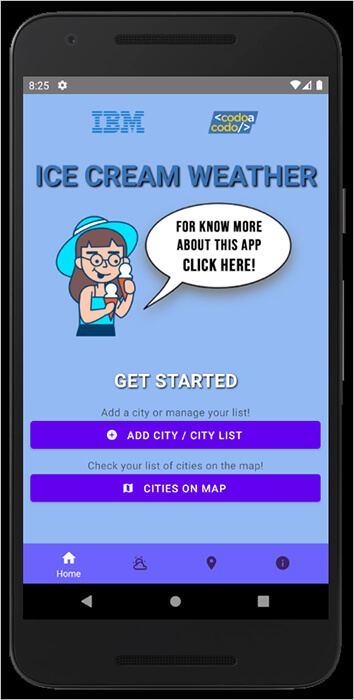 8:25
IBM
<codoa
codo/>
ICE CREAM WEATHER
FOR KNOW MORE
ABOUT THIS APP
CLICK HERE!
GET STARTED
Add a city or manage your list!
ADD CITY / CITY LIST
Check your list of cities on the map!
CITIES ON MAP
Home